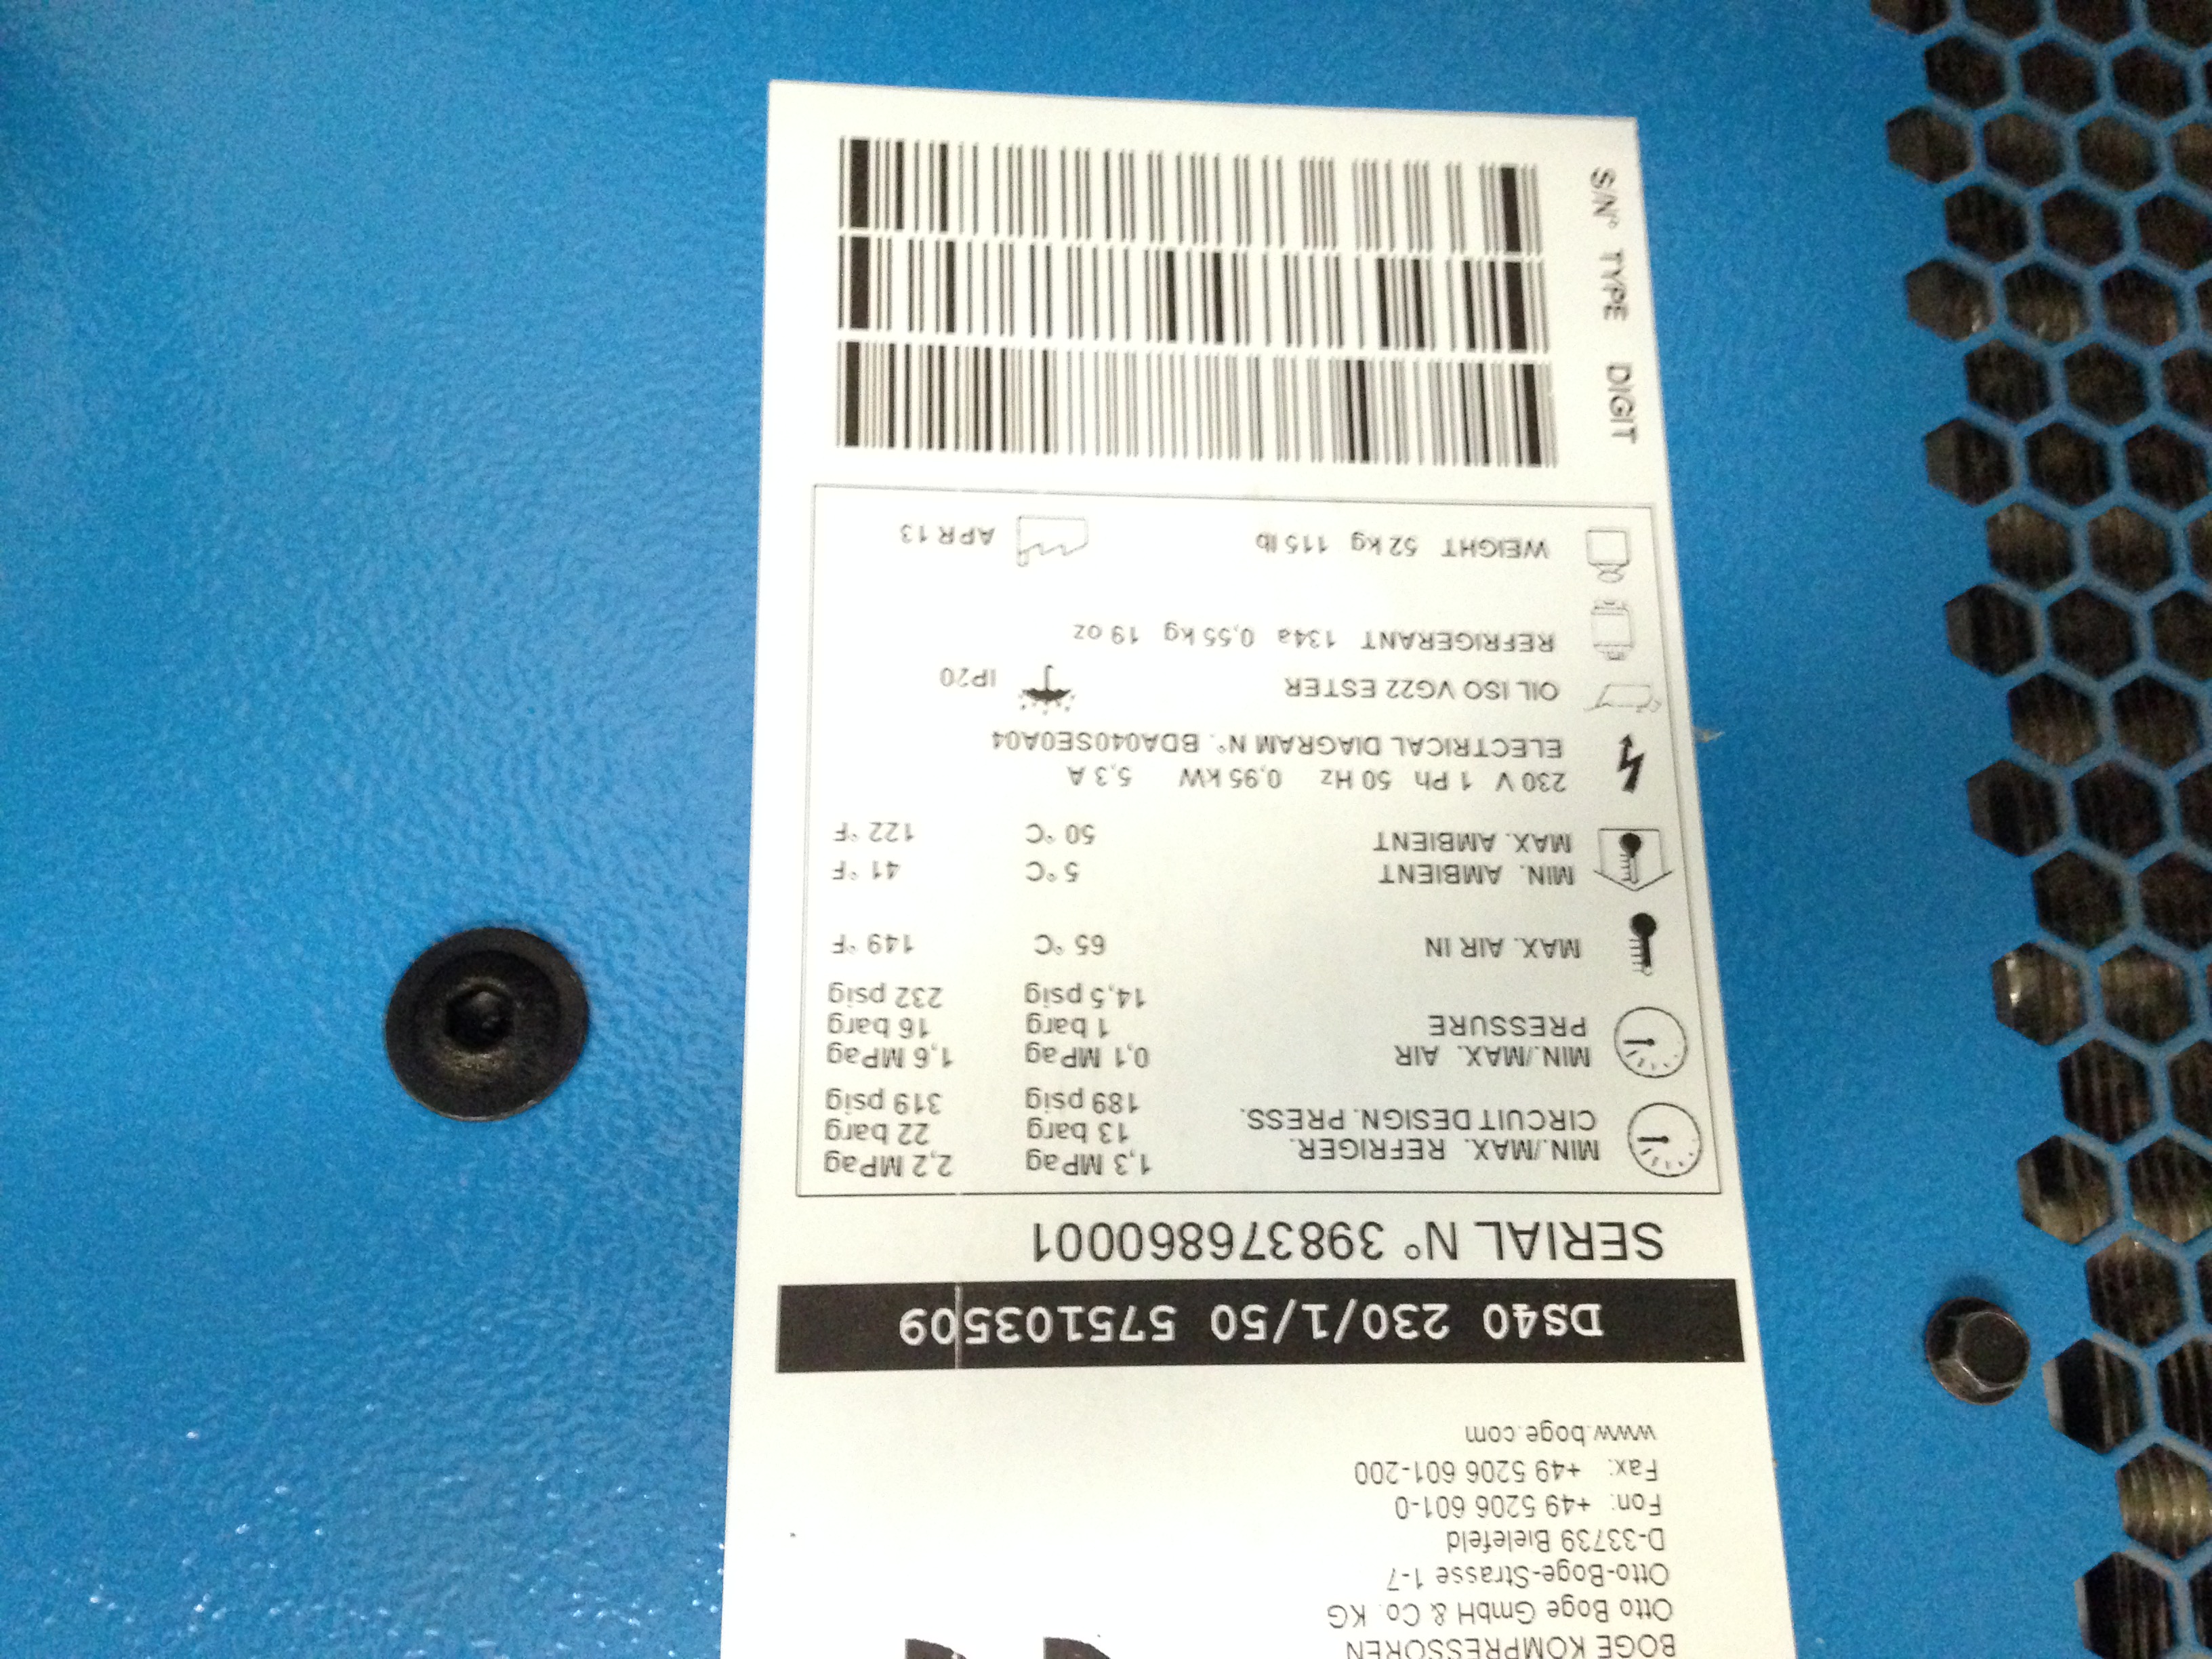 BOGE KOMPRESSOREN
Otto Boge GmbH & Co. KG
Otto-Boge-Strasse 1-7
D-33739 Bielefeld
Fon: +49 5206 601-0
Fax: +49 5206 601-200
www.boge.com
DS40 230/1/50 575103509
SERIAL N° 398376860001
MIN./MAX. REFRIGER. 1,3 MPag 2,2 MPag
CIRCUIT DESIGN. PRESS. 13 barg 22 barg
189 psig 319 psig
MIN./MAX. AIR 0,1 MPag 1,6 MPag
PRESSURE 1 barg 16 barg
14,5 psig 232 psig
MAX. AIR IN 65 °C 149 °F
MIN. AMBIENT 5 °C 41 °F
MAX. AMBIENT 50 °C 122 °F
230 V 1 Ph 50 Hz 0,95 kW 5,3 A
ELECTRICAL DIAGRAM N°. BDA040SE0A04
OIL ISO VG22 ESTER IP20
REFRIGERANT 134a 0,55 kg 19 oz
WEIGHT 52 kg 115 lb APR 13
DIGIT
TYPE
S/N°